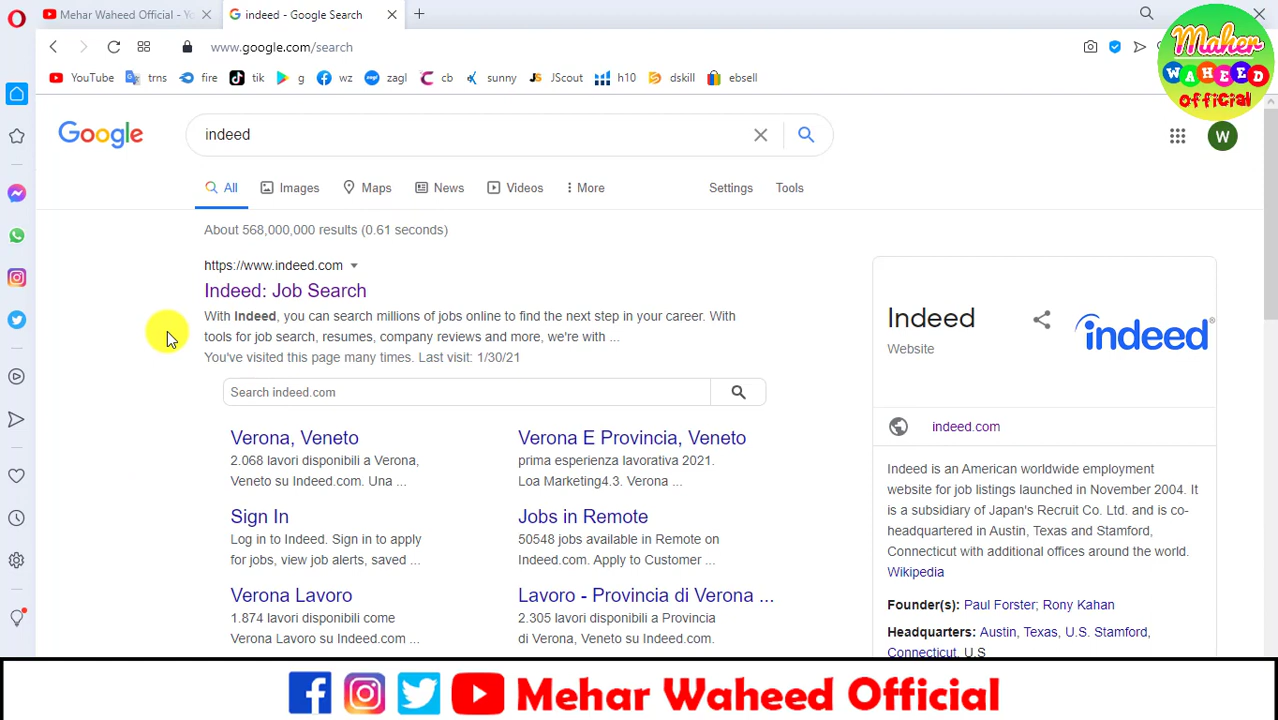 Mehar Waheed Official - Yo
indeed - Google Search
www.google.com/search
YouTube
trns
fire
tik
g
wz
zagl
cb
sunny
JScout
h10
dskill
ebsell
Maher
WAHEED
official
Google
indeed
W
All
Images
Maps
News
Videos
More
Settings
Tools
About 568,000,000 results (0.61 seconds)
https://www.indeed.com
Indeed: Job Search
With Indeed, you can search millions of jobs online to find the next step in your career. With
tools for job search, resumes, company reviews and more, we're with ...
You've visited this page many times. Last visit: 1/30/21
Search indeed.com
Verona, Veneto
2.068 lavori disponibili a Verona,
Veneto su Indeed.com. Una ...
Verona E Provincia, Veneto
prima esperienza lavorativa 2021.
Loa Marketing4.3. Verona ...
Sign In
Log in to Indeed. Sign in to apply
for jobs, view job alerts, saved ...
Jobs in Remote
50548 jobs available in Remote on
Indeed.com. Apply to Customer ...
Verona Lavoro
1.874 lavori disponibili come
Verona Lavoro su Indeed.com ...
Lavoro - Provincia di Verona ...
2.305 lavori disponibili a Provincia
di Verona, Veneto su Indeed.com.
Indeed
Website
indeed®
indeed.com
Indeed is an American worldwide employment
website for job listings launched in November 2004. It
is a subsidiary of Japan's Recruit Co. Ltd. and is co-
headquartered in Austin, Texas and Stamford,
Connecticut with additional offices around the world.
Wikipedia
Founder(s): Paul Forster; Rony Kahan
Headquarters: Austin, Texas, U.S. Stamford,
Connecticut, U.S
Mehar Waheed Official